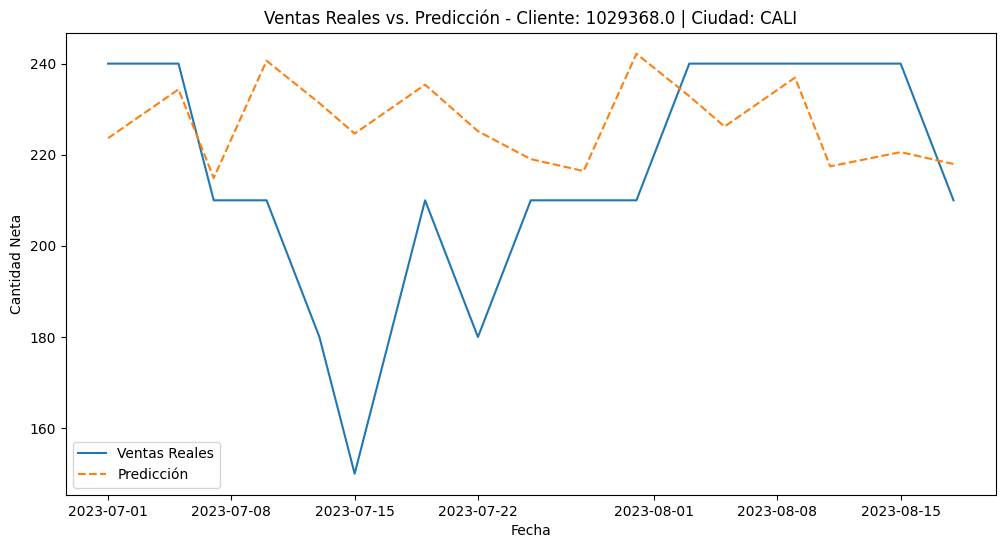 Ventas Reales vs. Predicción - Cliente: 1029368.0 | Ciudad: CALI
Cantidad Neta
240
220
200
180
160
Ventas Reales
Predicción
2023-07-01
2023-07-08
2023-07-15
2023-07-22
2023-08-01
2023-08-08
2023-08-15
Fecha